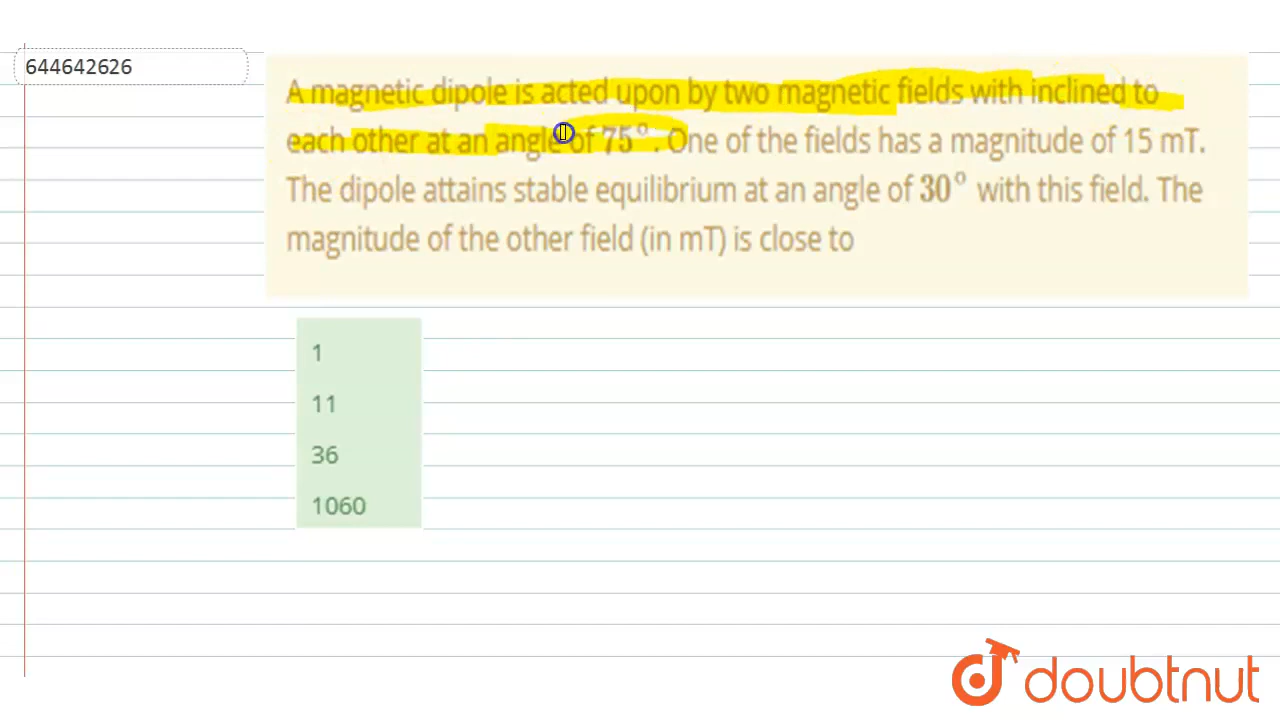 644642626
A magnetic dipole is acted upon by two magnetic fields with inclined to
each other at an angle of 75°. One of the fields has a magnitude of 15 mT.
The dipole attains stable equilibrium at an angle of 30° with this field. The
magnitude of the other field (in mT) is close to
1
11
36
1060
doubtnut